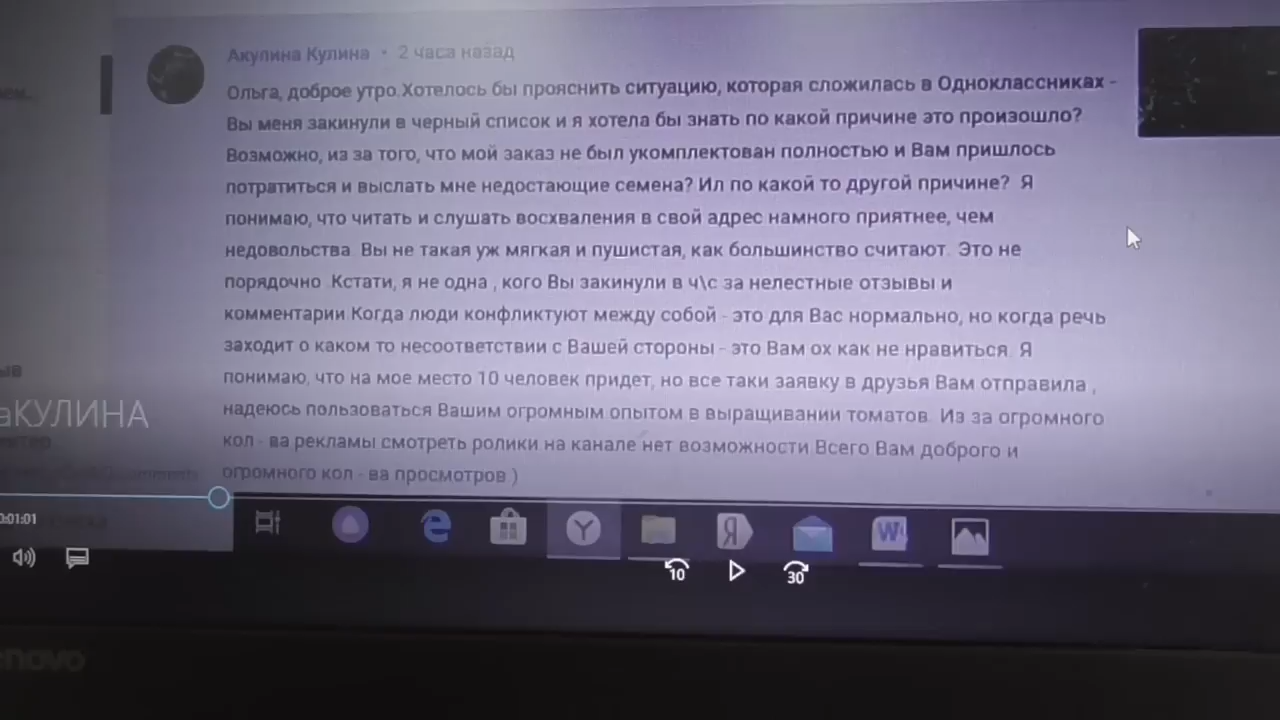 Акулина Кулина • 2 часа назад
Ольга, доброе утро.Хотелось бы прояснить ситуацию, которая сложилась в Одноклассниках -
Вы меня закинули в черный список и я хотела бы знать по какой причине это произошло?
Возможно, из за того, что мой заказ не был укомплектован полностью и Вам пришлось
потратиться и выслать мне недостающие семена? Ил по какой то другой причине? Я
понимаю, что читать и слушать восхваления в свой адрес намного приятнее, чем
недовольства. Вы не такая уж мягкая и пушистая, как большинство считают. Это не
порядочно .Кстати, я не одна , кого Вы закинули в ч\с за нелестные отзывы и
комментарии.Когда люди конфликтуют между собой - это для Вас нормально, но когда речь
заходит о каком то несоответствии с Вашей стороны - это Вам ох как не нравиться. Я
понимаю, что на мое место 10 человек придет, но все таки заявку в друзья Вам отправила ,
надеюсь пользоваться Вашим огромным опытом в выращивании томатов. Из за огромного
кол - ва рекламы смотреть ролики на канале нет возможности.Всего Вам доброго и
огромного кол - ва просмотров )
аКУЛИНА
0:01:01
10
30
enovo